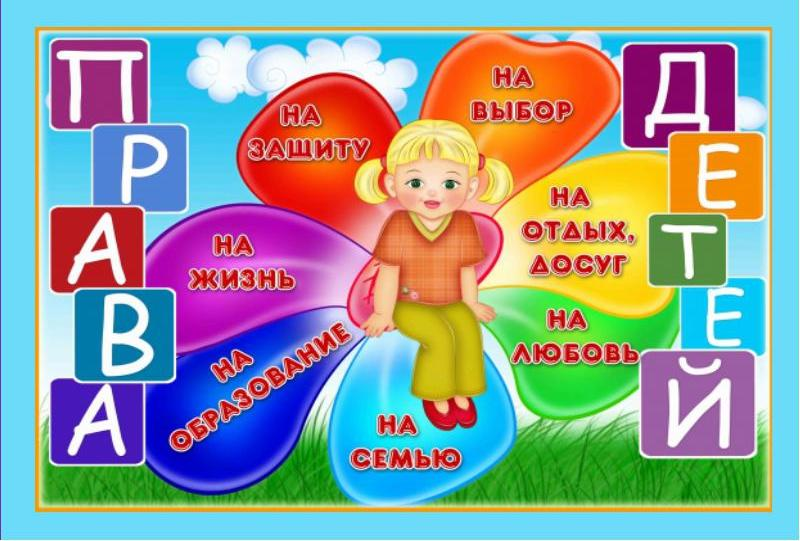 ПРАВА
ДЕТЕЙ
НА
ЗАЩИТУ
НА
ВЫБОР
НА
ОТДЫХ,
ДОСУГ
НА
ЖИЗНЬ
НА
ЛЮБОВЬ
НА
ОБРАЗОВАНИЕ
НА
СЕМЬЮ